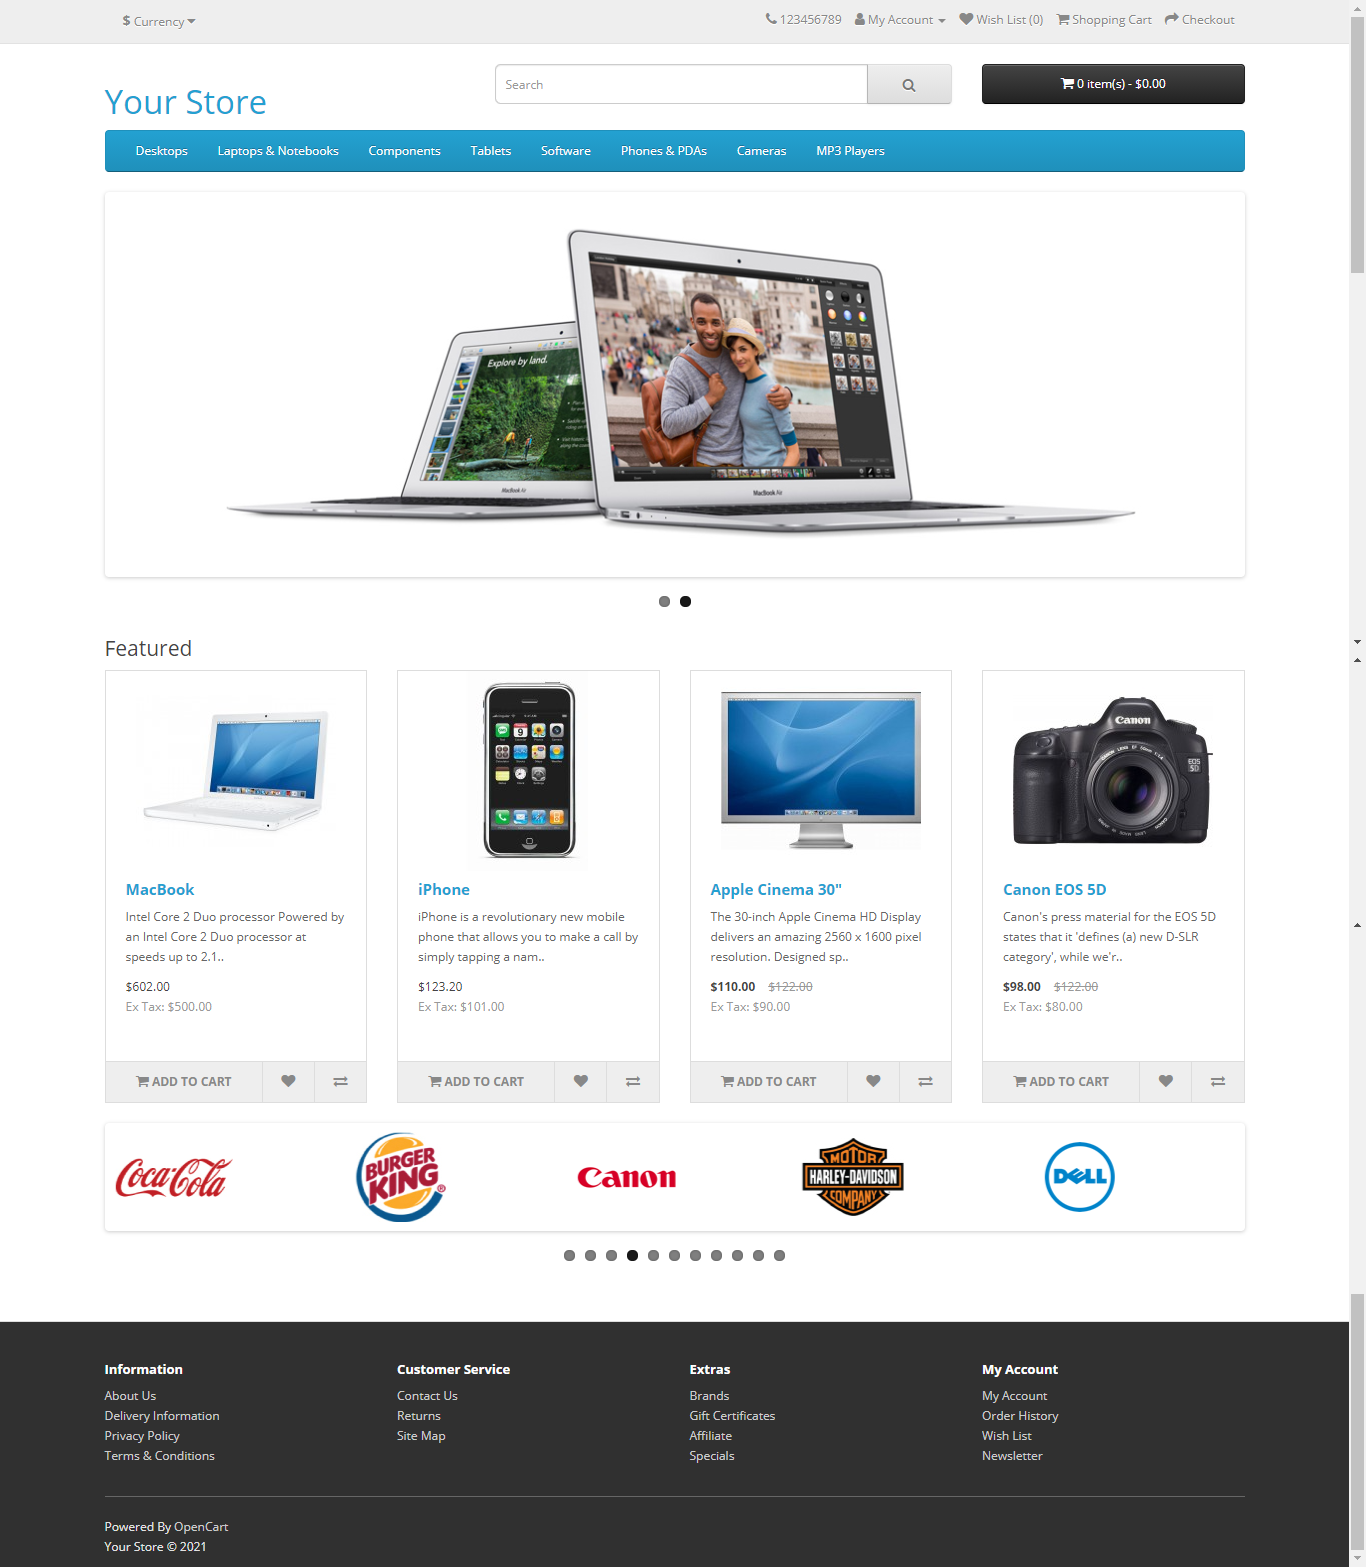 $ Currency
123456789 My Account Wish List (0) Shopping Cart Checkout
Your Store
Search
0 item(s) - $0.00
Desktops Laptops & Notebooks Components Tablets Software Phones & PDAs Cameras MP3 Players
Explore by land.
MacBook Air
MacBook Air
Featured
Canon
EOS
5D
MacBook
Intel Core 2 Duo processor Powered by
an Intel Core 2 Duo processor at
speeds up to 2.1..
$602.00
Ex Tax: $500.00
ADD TO CART
iPhone
iPhone is a revolutionary new mobile
phone that allows you to make a call by
simply tapping a nam..
$123.20
Ex Tax: $101.00
ADD TO CART
Apple Cinema 30"
The 30-inch Apple Cinema HD Display
delivers an amazing 2560 x 1600 pixel
resolution. Designed sp..
$110.00 $122.00
Ex Tax: $90.00
ADD TO CART
Canon EOS 5D
Canon's press material for the EOS 5D
states that it 'defines (a) new D-SLR
category', while we'r..
$98.00 $122.00
Ex Tax: $80.00
ADD TO CART
Coca-Cola
BURGER
KING
Canon
MOTOR
HARLEY-DAVIDSON
COMPANY
DELL
Information
About Us
Delivery Information
Privacy Policy
Terms & Conditions
Customer Service
Contact Us
Returns
Site Map
Extras
Brands
Gift Certificates
Affiliate
Specials
My Account
My Account
Order History
Wish List
Newsletter
Powered By OpenCart
Your Store © 2021